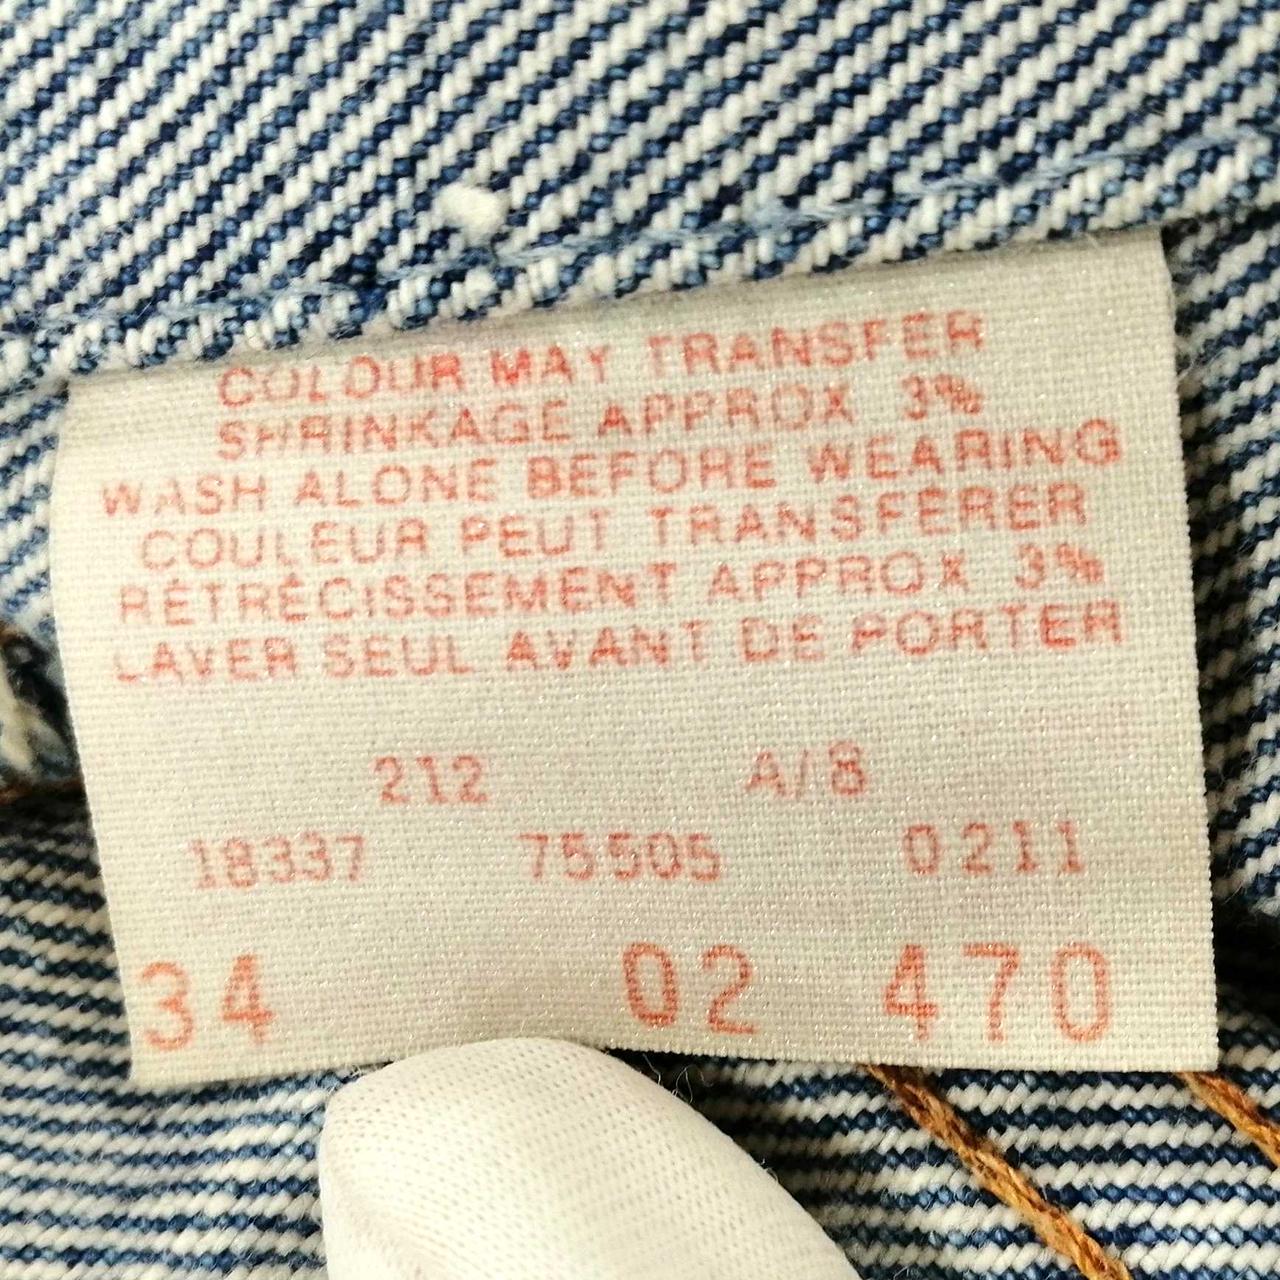 COLOUR MAY TRANSFER
SHRINKAGE APPROX 3%
WASH ALONE BEFORE WEARING
COULEUR PEUT TRANSFERER
RÉTRÉCISSEMENT APPROX 3%
LAVER SEUL AVANT DE PORTER
212 A/8
18337 75505 0211
34 02 470